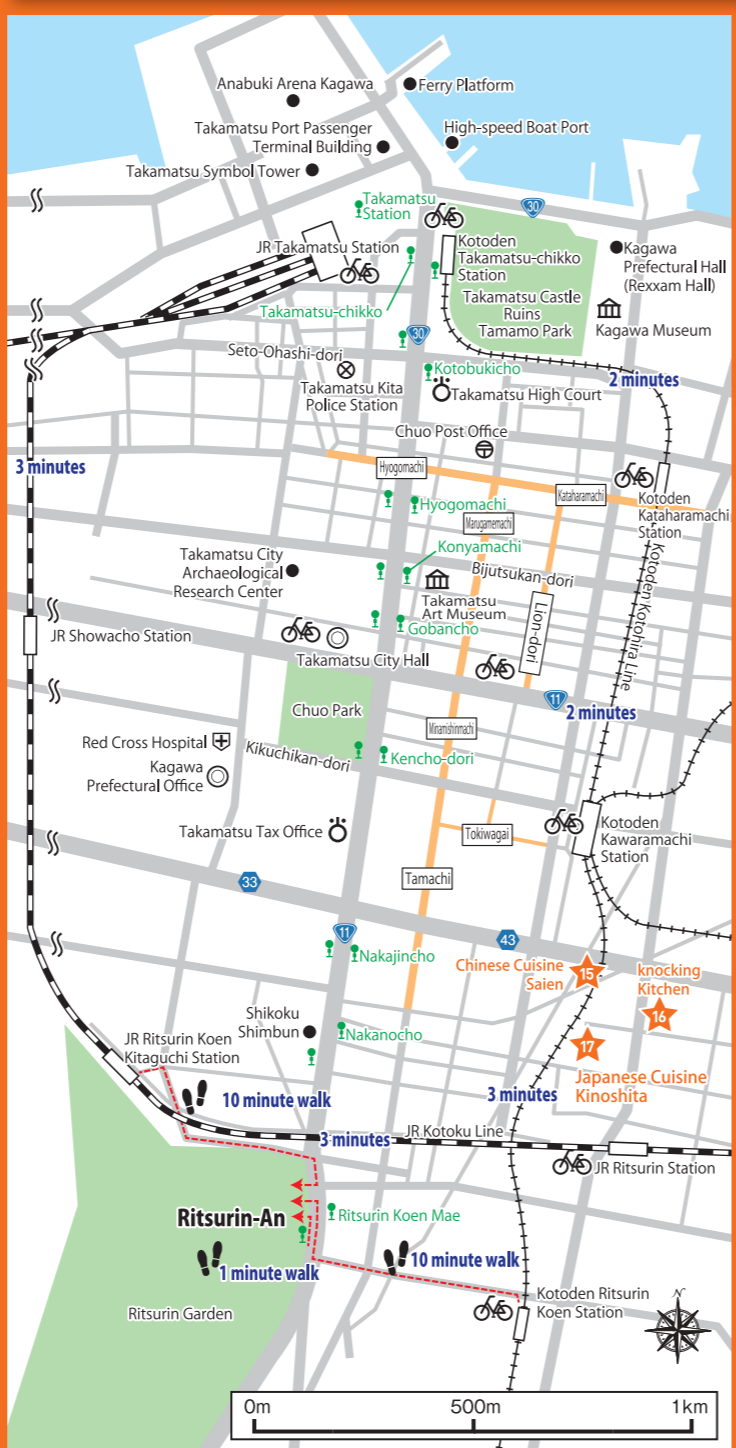 Anabuki Arena Kagawa
Ferry Platform
Takamatsu Port Passenger
Terminal Building
High-speed Boat Port
Takamatsu Symbol Tower
Takamatsu
Station
30
JR Takamatsu Station
Kotoden
Takamatsu-chikko
Station
Kagawa
Prefectural Hall
(Rexxam Hall)
Takamatsu Castle
Ruins
Tamamo Park
Takamatsu-chikko
Kagawa Museum
30
Seto-Ohashi-dori
Kotobukicho
2 minutes
Takamatsu Kita
Police Station
Takamatsu High Court
Chuo Post Office
3 minutes
Hyogomachi
Kataharamachi
Kotoden
Kataharamachi
Station
Hyogomachi
Marugamemachi
Konyamachi
Takamatsu City
Archaeological
Research Center
Bijutsukan-dori
Kotoden Kotohira Line
Takamatsu
Art Museum
Lion-dori
Gobancho
JR Showacho Station
Takamatsu City Hall
11
2 minutes
Chuo Park
Minamishinmachi
Red Cross Hospital
Kikuchikan-dori
Kencho-dori
Kagawa
Prefectural Office
Takamatsu Tax Office
Tokiwagai
Kotoden
Kawaramachi
Station
Tamachi
33
11
43
Nakajincho
Chinese Cuisine
Saien
15
knocking
Kitchen
16
Shikoku
Shimbun
Nakanocho
17
JR Ritsurin Koen
Kitaguchi Station
Japanese Cuisine
Kinoshita
10 minute walk
3 minutes
3 minutes
JR Kotoku Line
JR Ritsurin Station
Ritsurin-An
Ritsurin Koen Mae
1 minute walk
10 minute walk
Kotoden Ritsurin
Koen Station
Ritsurin Garden
N
0m
500m
1km